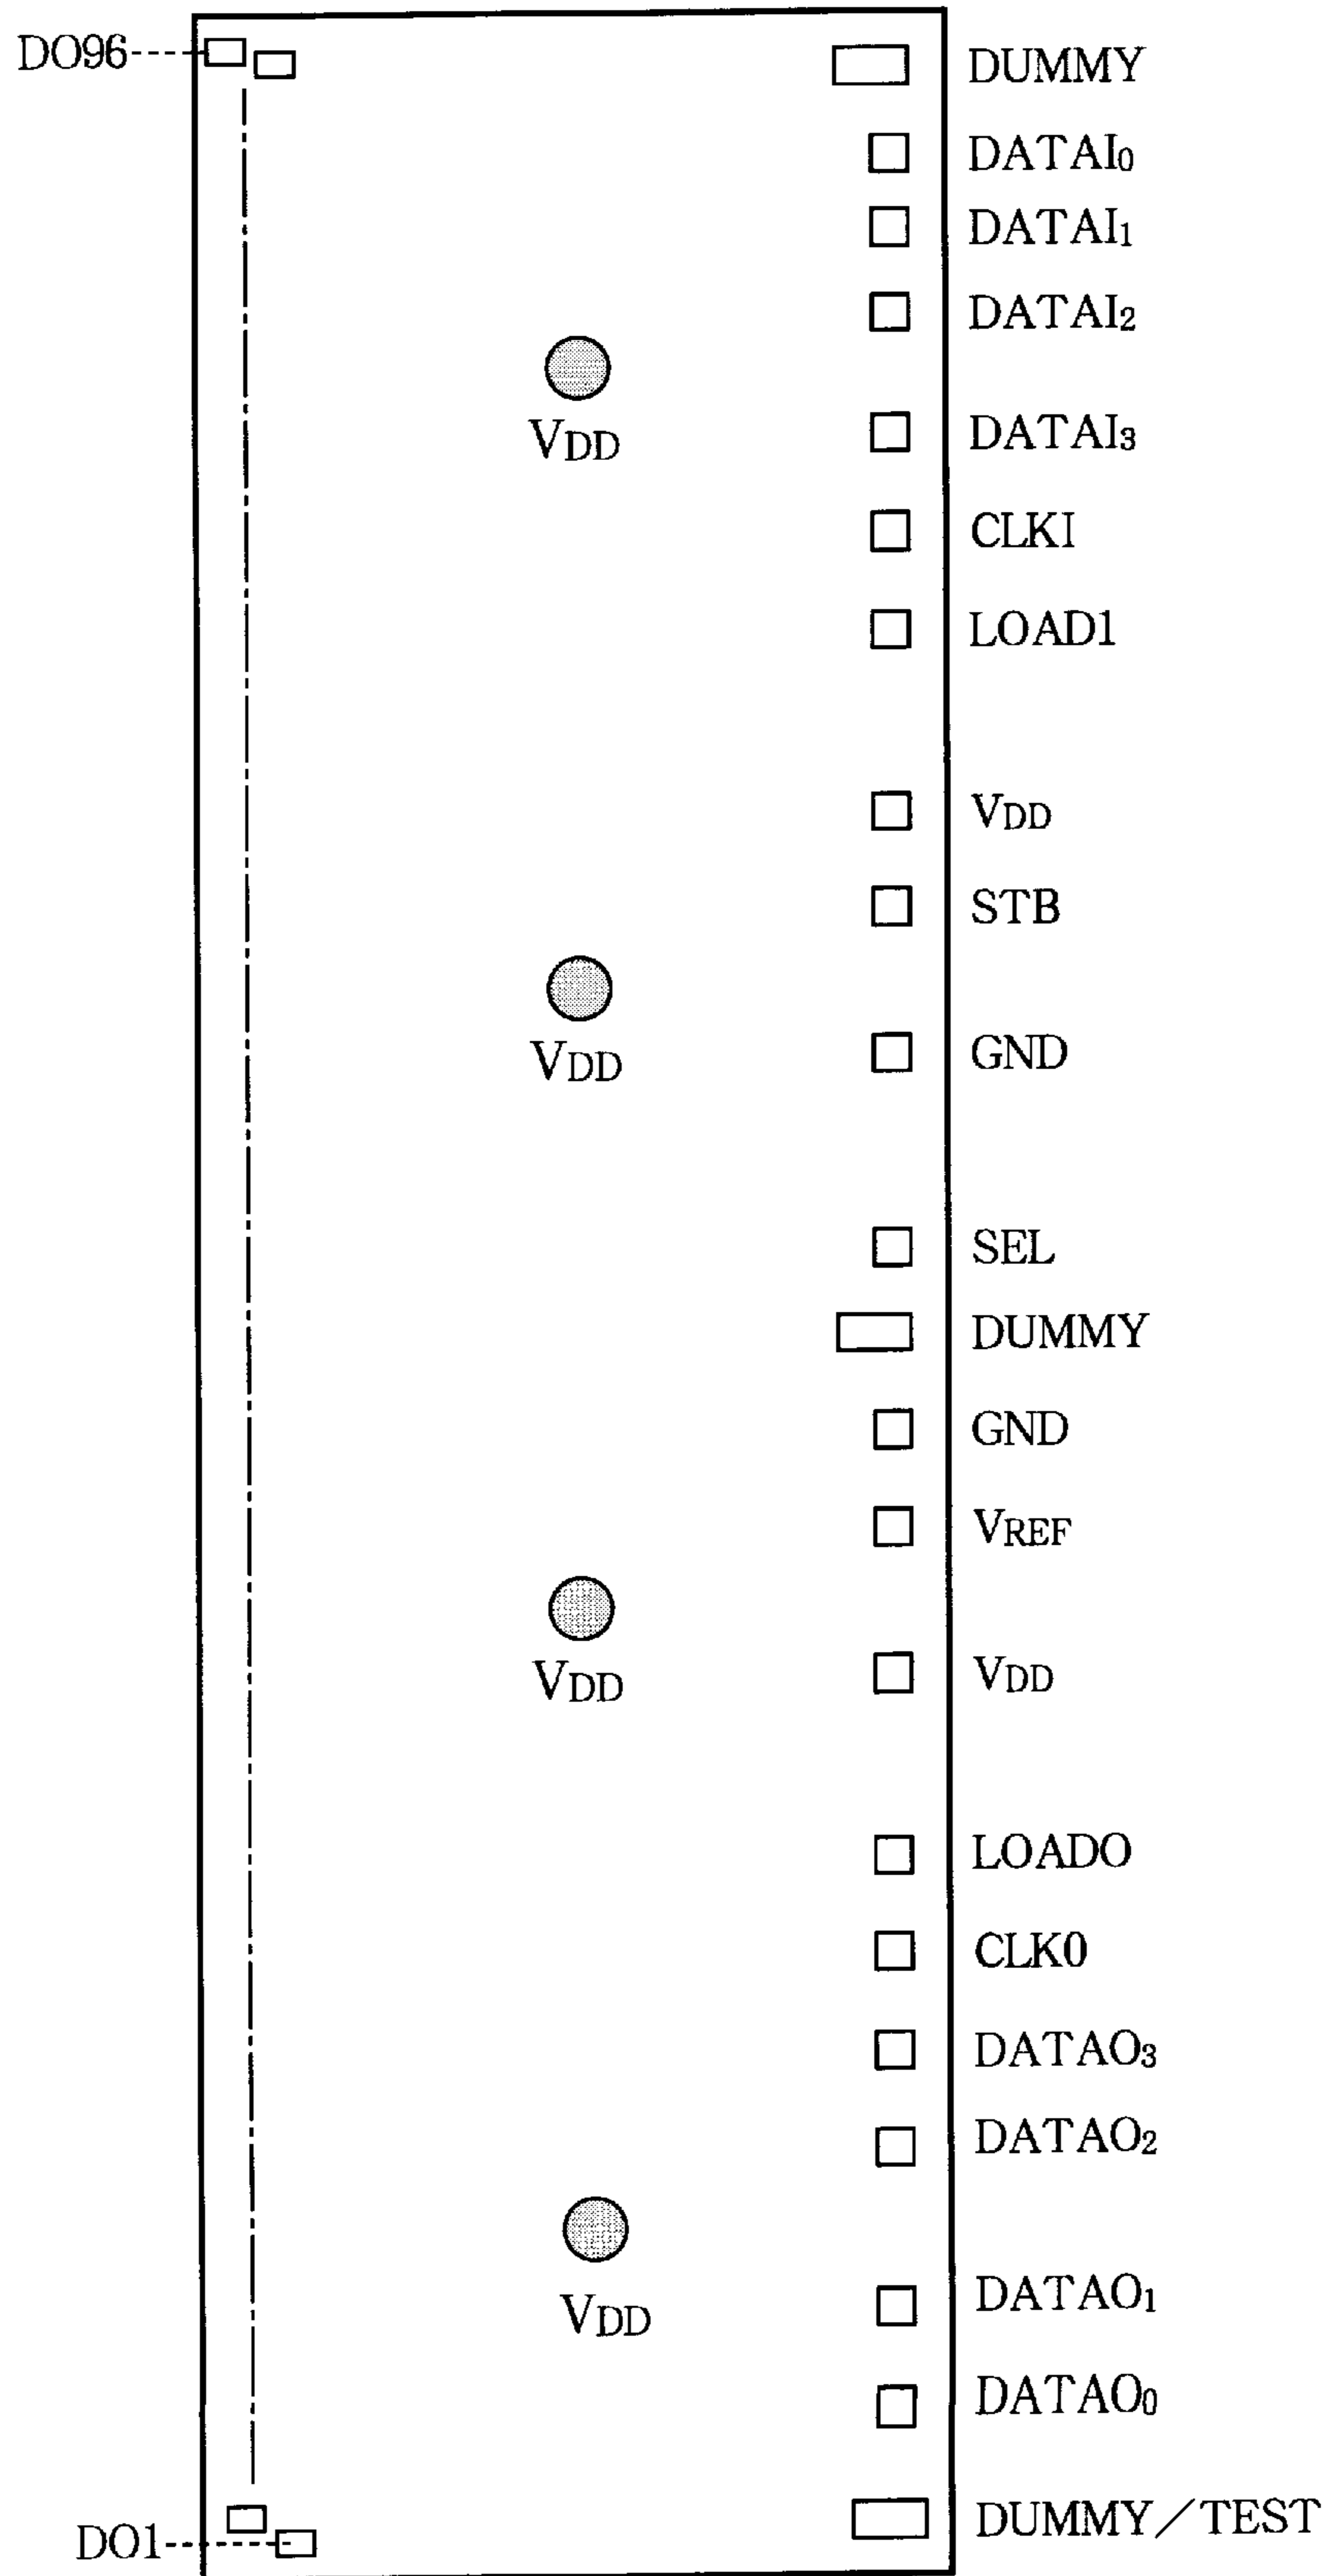 DO96
DUMMY
DATAI0
DATAI1
DATAI2
VDD
DATAI3
CLKI
LOAD1
VDD
STB
VDD
GND
SEL
DUMMY
GND
VREF
VDD
VDD
LOADO
CLK0
DATAO3
DATAO2
VDD
DATAO1
DATAO0
DO1
DUMMY/TEST